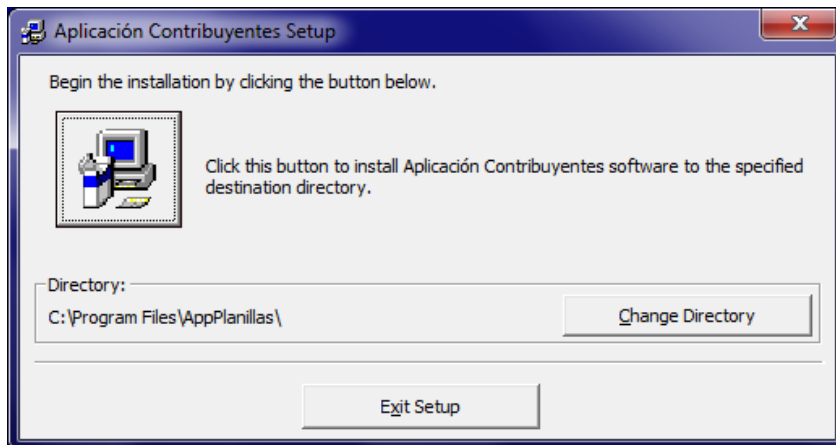 Aplicación Contribuyentes Setup
Begin the installation by clicking the button below.
Click this button to install Aplicación Contribuyentes software to the specified
destination directory.
Directory:
C:\Program Files\AppPlanillas\
Change Directory
Exit Setup